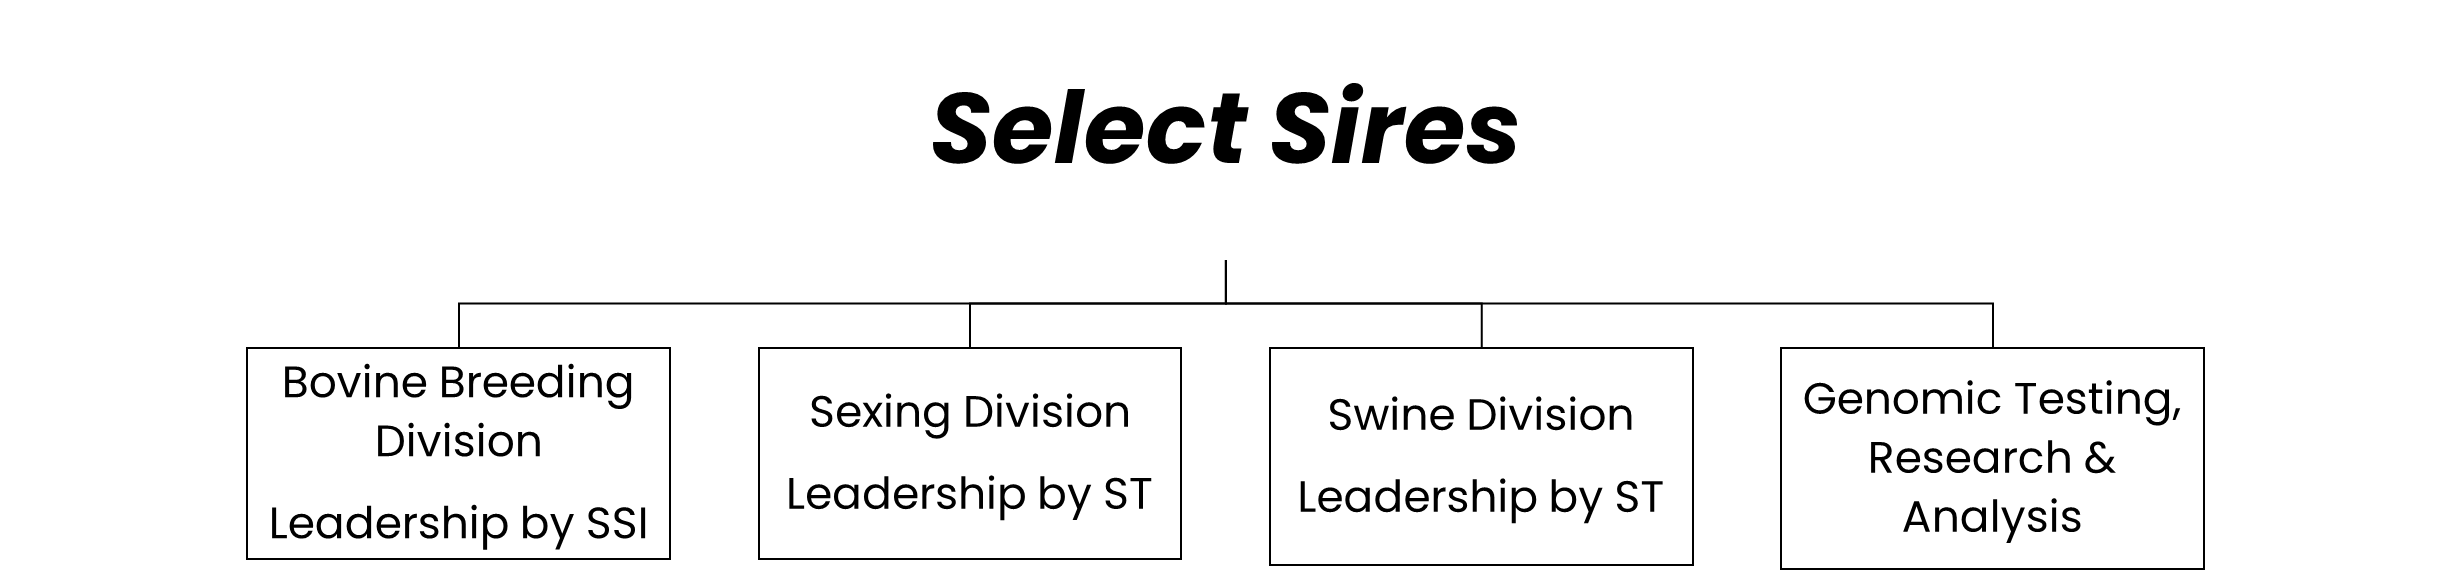 Select Sires
Bovine Breeding
Division
Leadership by SSI
Sexing Division
Leadership by ST
Swine Division
Leadership by ST
Genomic Testing,
Research &
Analysis